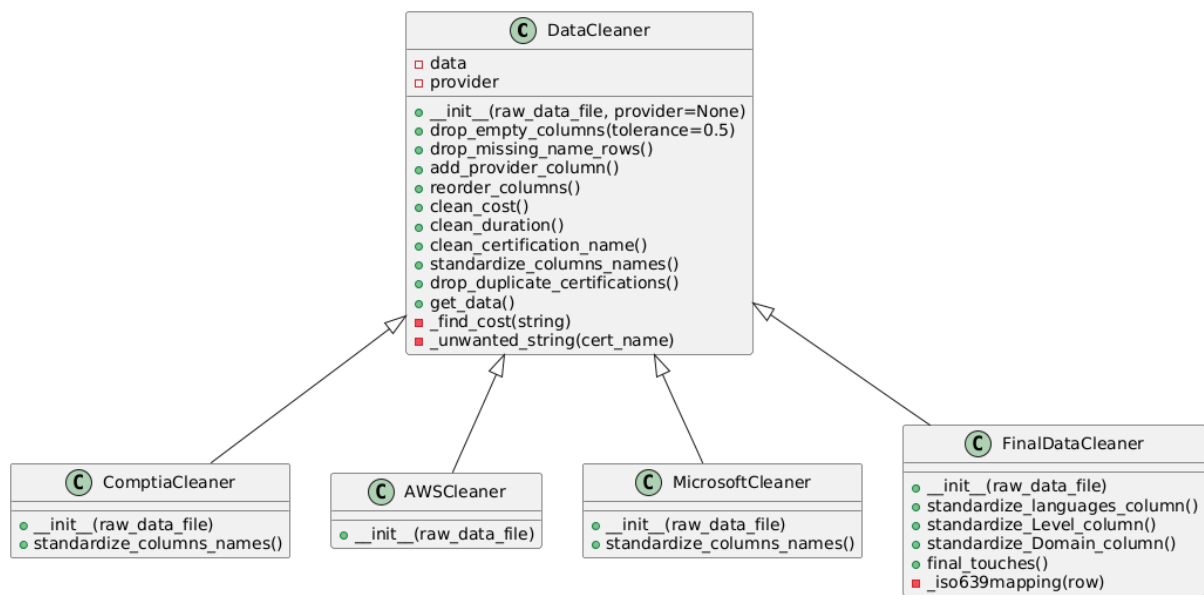 C DataCleaner
data
provider
__init__(raw_data_file, provider=None)
drop_empty_columns(tolerance=0.5)
drop_missing_name_rows()
add_provider_column()
reorder_columns()
clean_cost()
clean_duration()
clean_certification_name()
standardize_columns_names()
drop_duplicate_certifications()
get_data()
_find_cost(string)
_unwanted_string(cert_name)
C ComptiaCleaner
__init__(raw_data_file)
standardize_columns_names()
C AWSCleaner
__init__(raw_data_file)
C MicrosoftCleaner
__init__(raw_data_file)
standardize_columns_names()
C FinalDataCleaner
__init__(raw_data_file)
standardize_languages_column()
standardize_Level_column()
standardize_Domain_column()
final_touches()
_iso639mapping(row)